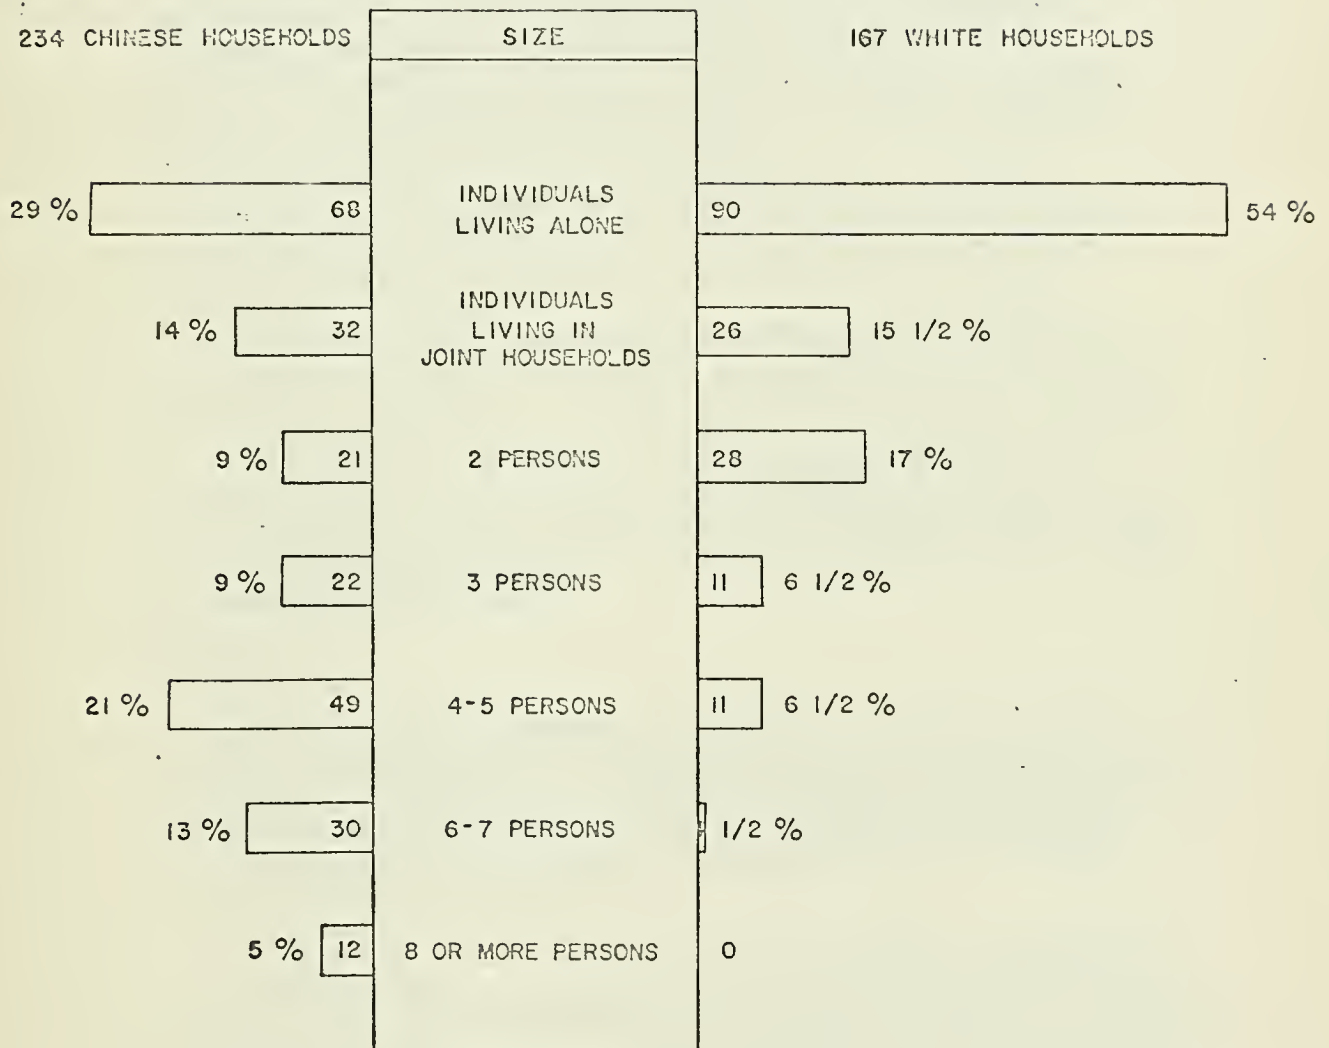 234 CHINESE HOUSEHOLDS SIZE 167 WHITE HOUSEHOLDS
29 % 68 INDIVIDUALS LIVING ALONE 90 54 %
14 % 32 INDIVIDUALS LIVING IN JOINT HOUSEHOLDS 26 15 1/2 %
9 % 21 2 PERSONS 28 17 %
9 % 22 3 PERSONS 11 6 1/2 %
21 % 49 4-5 PERSONS 11 6 1/2 %
13 % 30 6-7 PERSONS 1/2 %
5 % 12 8 OR MORE PERSONS 0